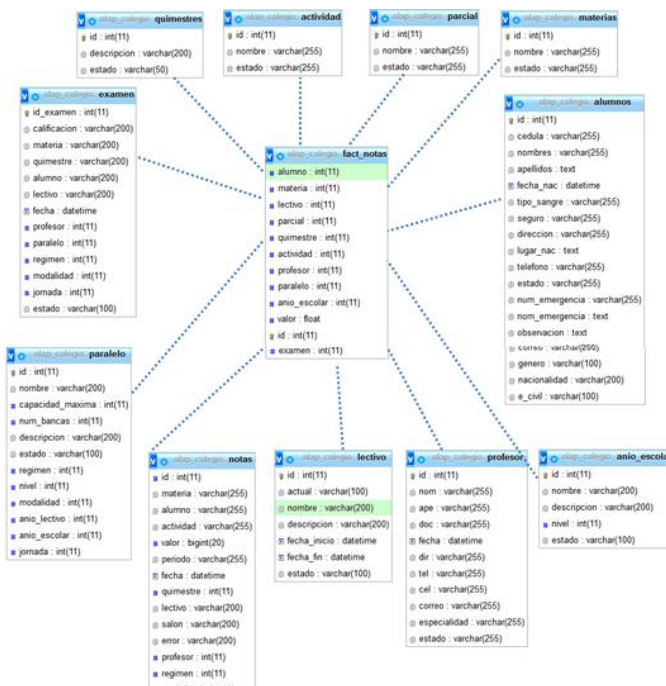 olap_colegio quimestres
id : int(11)
descripcion : varchar(200)
estado : varchar(50)
olap_colegio actividad
id : int(11)
nombre : varchar(255)
estado : varchar(255)
olap_colegio parcial
id : int(11)
nombre : varchar(255)
estado : varchar(255)
olap_colegio materias
id : int(11)
nombre : varchar(255)
estado : varchar(255)
olap_colegio examen
id_examen : int(11)
calificacion : varchar(200)
materia : varchar(200)
quimestre : varchar(200)
alumno : varchar(200)
lectivo : varchar(200)
fecha : datetime
profesor : int(11)
paralelo : int(11)
regimen : int(11)
modalidad : int(11)
jornada : int(11)
estado : varchar(100)
olap_colegio fact_notas
alumno : int(11)
materia : int(11)
lectivo : int(11)
parcial : int(11)
quimestre : int(11)
actividad : int(11)
profesor : int(11)
paralelo : int(11)
anio_escolar : int(11)
valor : float
id : int(11)
examen : int(11)
olap_colegio alumnos
id : int(11)
cedula : varchar(255)
nombres : varchar(255)
apellidos : text
fecha_nac : datetime
tipo_sangre : varchar(255)
seguro : varchar(255)
direccion : varchar(255)
lugar_nac : text
telefono : varchar(255)
estado : varchar(255)
num_emergencia : varchar(255)
nom_emergencia : text
observacion : text
correo : varchar(200)
genero : varchar(100)
nacionalidad : varchar(200)
e_civil : varchar(100)
olap_colegio paralelo
id : int(11)
nombre : varchar(200)
capacidad_maxima : int(11)
num_bancas : int(11)
descripcion : varchar(200)
estado : varchar(100)
regimen : int(11)
nivel : int(11)
modalidad : int(11)
anio_lectivo : int(11)
anio_escolar : int(11)
jornada : int(11)
olap_colegio notas
id : int(11)
materia : varchar(255)
alumno : varchar(255)
actividad : varchar(255)
valor : bigint(20)
periodo : varchar(255)
fecha : datetime
quimestre : int(11)
lectivo : varchar(200)
salon : varchar(200)
error : varchar(200)
profesor : int(11)
regimen : int(11)
olap_colegio lectivo
id : int(11)
actual : varchar(100)
nombre : varchar(200)
descripcion : varchar(200)
fecha_inicio : datetime
fecha_fin : datetime
estado : varchar(100)
olap_colegio profesor
id : int(11)
nom : varchar(255)
ape : varchar(255)
doc : varchar(255)
fecha : datetime
dir : varchar(255)
tel : varchar(255)
cel : varchar(255)
correo : varchar(255)
especialidad : varchar(255)
estado : varchar(255)
olap_colegio anio_escola
id : int(11)
nombre : varchar(200)
descripcion : varchar(200)
nivel : int(11)
estado : varchar(100)